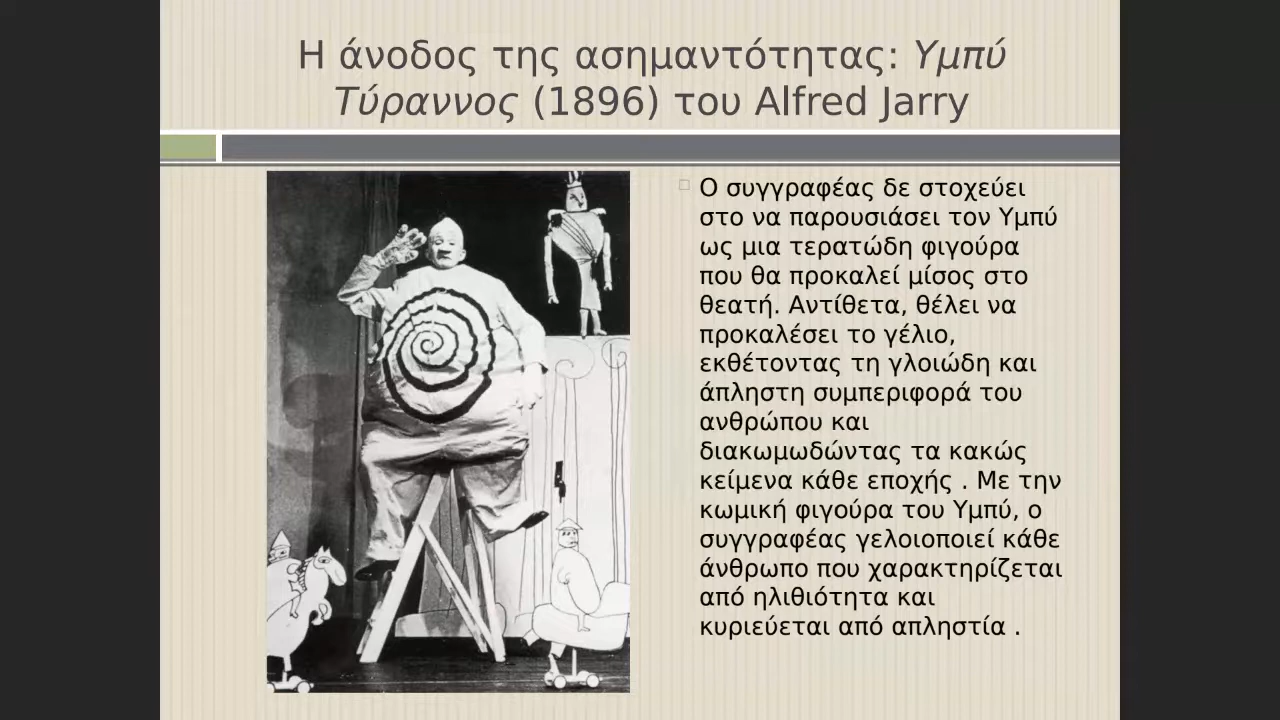 Η άνοδος της ασημαντότητας: Υμπύ
Τύραννος (1896) του Alfred Jarry
Ο συγγραφέας δε στοχεύει
στο να παρουσιάσει τον Υμπύ
ως μια τερατώδη φιγούρα
που θα προκαλεί μίσος στο
θεατή. Αντίθετα, θέλει να
προκαλέσει το γέλιο,
εκθέτοντας τη γλοιώδη και
άπληστη συμπεριφορά του
ανθρώπου και
διακωμωδώντας τα κακώς
κείμενα κάθε εποχής . Με την
κωμική φιγούρα του Υμπύ, ο
συγγραφέας γελοιοποιεί κάθε
άνθρωπο που χαρακτηρίζεται
από ηλιθιότητα και
κυριεύεται από απληστία .